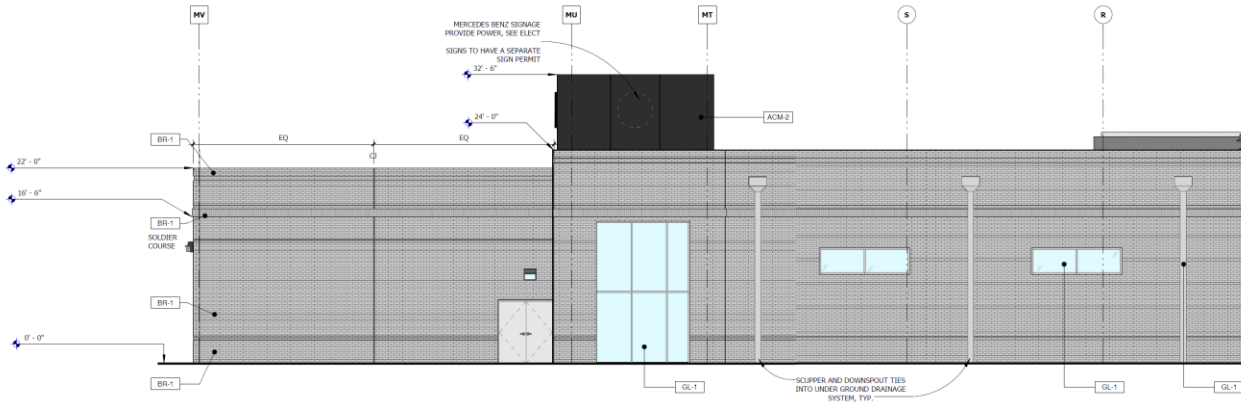 MV
MU
MT
S
R
MERCEDES BENZ SIGNAGE
PROVIDE POWER, SEE ELECT
SIGNS TO HAVE A SEPARATE
SIGN PERMIT
32' - 6"
24' - 0"
ACM-2
BR-1
EQ
EQ
CJ
22' - 0"
16' - 6"
BR-1
SOLDIER
COURSE
BR-1
0' - 0"
BR-1
GL-1
SCUPPER AND DOWNSPOUT TIES
INTO UNDER GROUND DRAINAGE
SYSTEM, TYP.
GL-1
GL-1